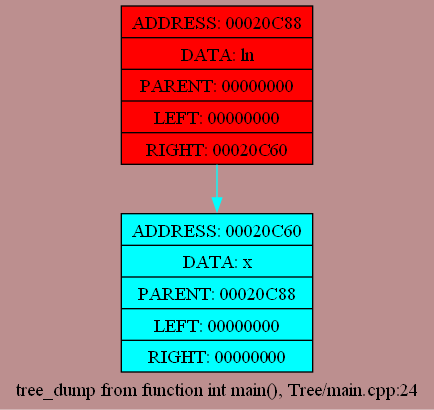 ADDRESS: 00020C88
DATA: ln
PARENT: 00000000
LEFT: 00000000
RIGHT: 00020C60
ADDRESS: 00020C60
DATA: x
PARENT: 00020C88
LEFT: 00000000
RIGHT: 00000000
tree_dump from function int main(), Tree/main.cpp:24